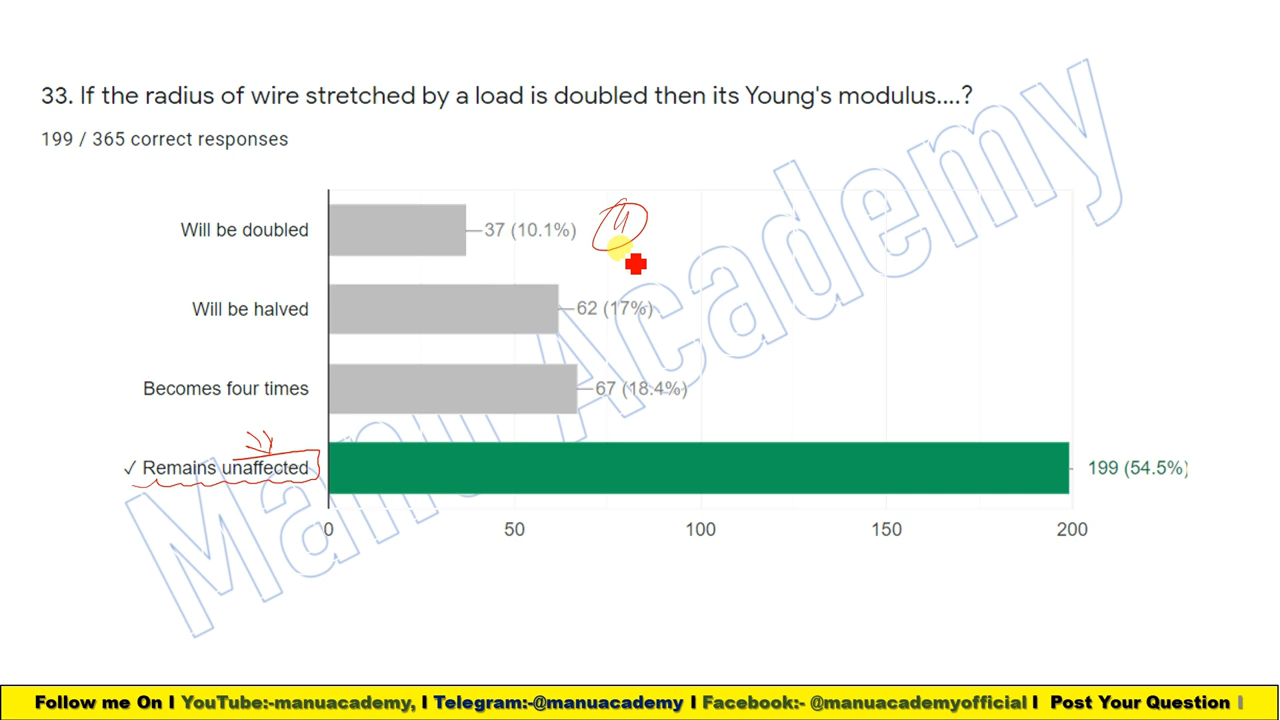 33. If the radius of wire stretched by a load is doubled then its Young's modulus....?
199 / 365 correct responses
Will be doubled
37 (10.1%)
Will be halved
62 (17%)
Becomes four times
67 (18.4%)
✓ Remains unaffected
199 (54.5%)
0 50 100 150 200
Manu Academy
Follow me On I YouTube:-manuacademy, I Telegram:-@manuacademy I Facebook:- @manuacademyofficial I Post Your Question I